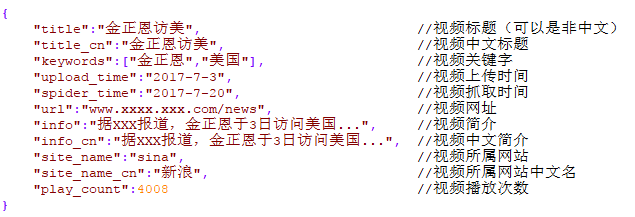 {
"title":"金正恩访美", //视频标题（可以是非中文）
"title_cn":"金正恩访美", //视频中文标题
"keywords":["金正恩","美国"], //视频关键字
"upload_time":"2017-7-3", //视频上传时间
"spider_time":"2017-7-20", //视频抓取时间
"url":"www.xxxx.xxx.com/news", //视频网址
"info":"据XXX报道，金正恩于3日访问美国...", //视频简介
"info_cn":"据XXX报道，金正恩于3日访问美国...", //视频中文简介
"site_name":"sina", //视频所属网站
"site_name_cn":"新浪", //视频所属网站中文名
"play_count":4008 //视频播放次数
}